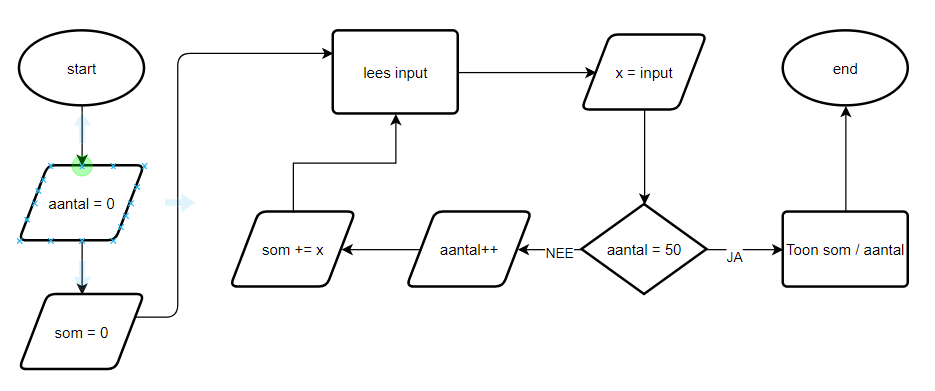 start
aantal = 0
som = 0
lees input
x = input
aantal = 50
NEE
aantal++
som += x
JA
Toon som / aantal
end